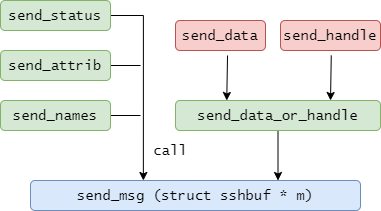 send_status
send_data
send_handle
send_attrib
send_names
send_data_or_handle
call
send_msg (struct sshbuf * m)